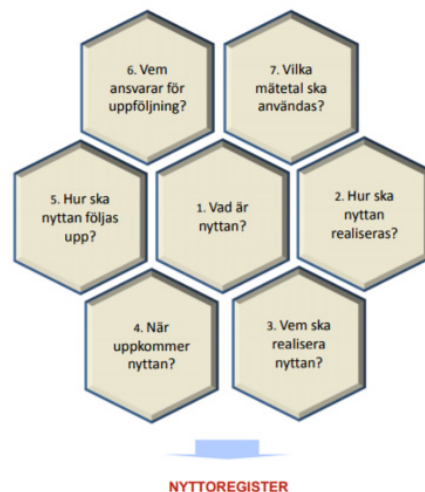 6. Vem
ansvarar för
uppföljning?
7. Vilka
mätetal ska
användas?
5. Hur ska
nyttan följas
upp?
1. Vad är
nyttan?
2. Hur ska
nyttan
realiseras?
4. När
uppkommer
nyttan?
3. Vem ska
realisera
nyttan?
NYTTOREGISTER